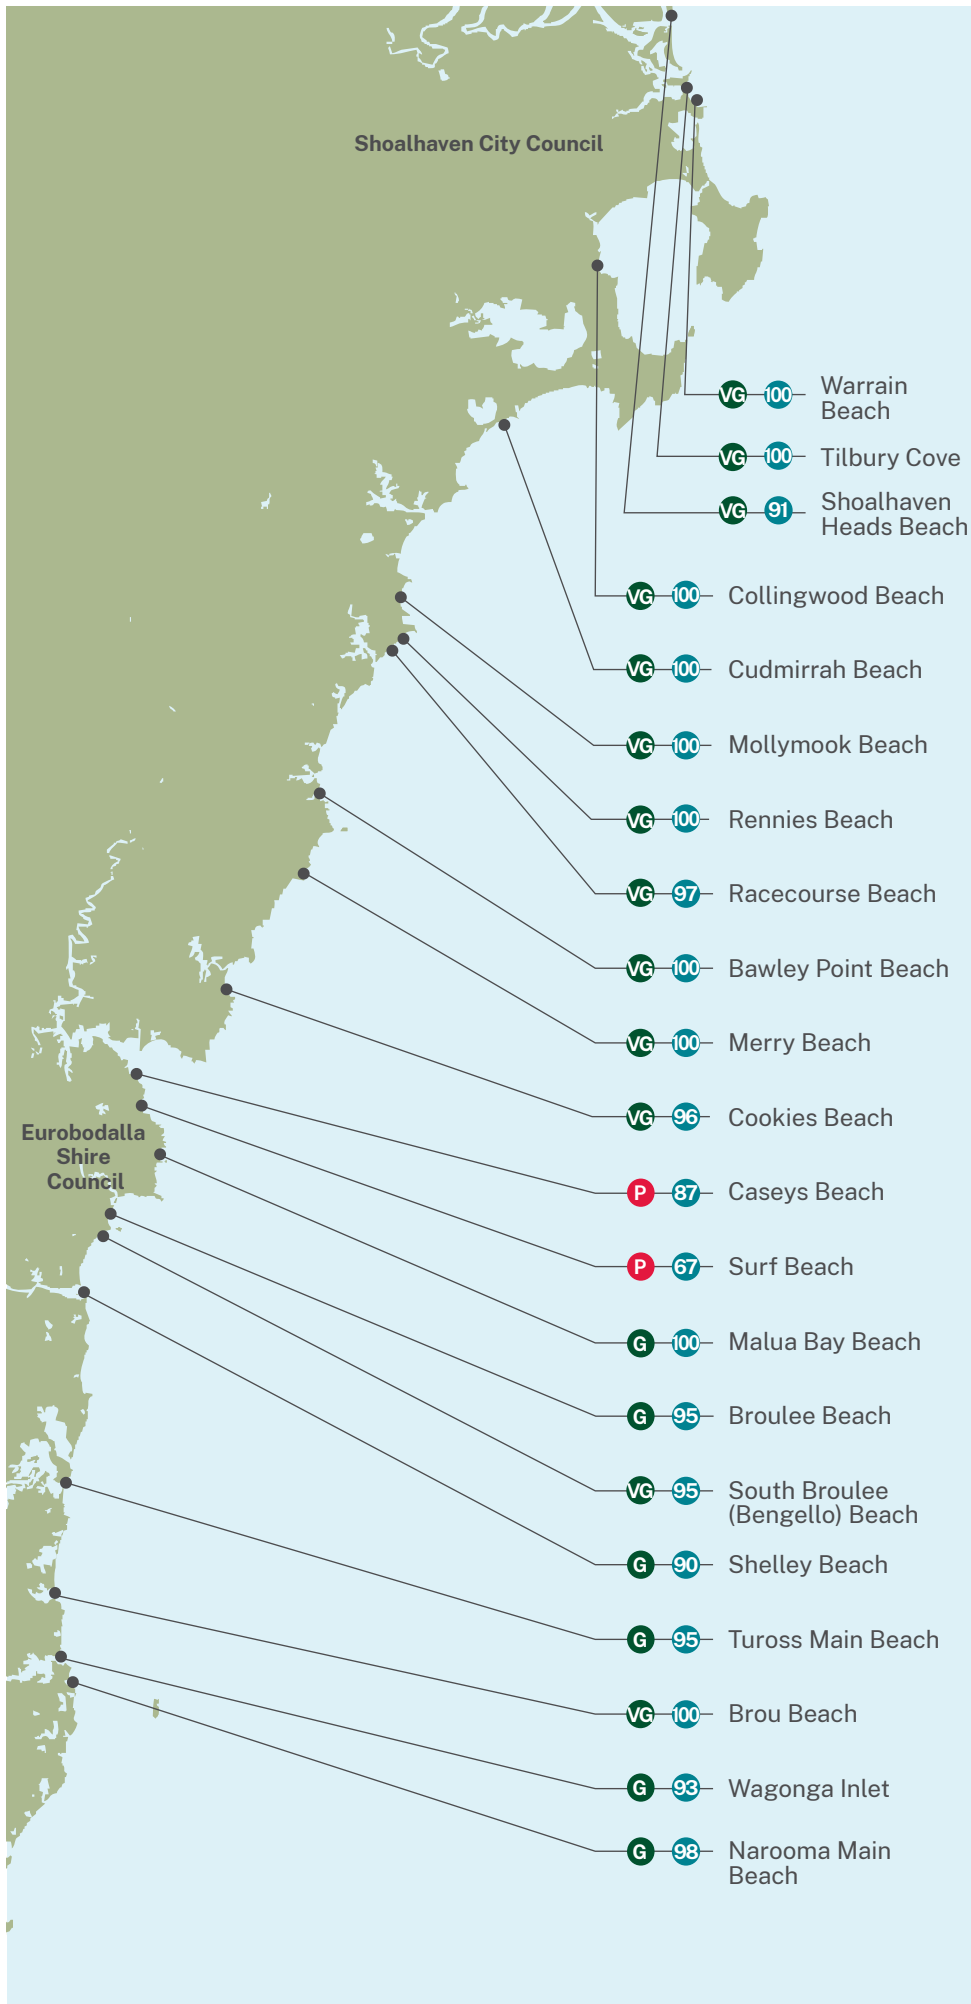 Shoalhaven City Council
VG 100 Warrain
Beach
VG 100 Tilbury Cove
VG 91 Shoalhaven
Heads Beach
VG 100 Collingwood Beach
VG 100 Cudmirrah Beach
VG 100 Mollymook Beach
VG 100 Rennies Beach
VG 97 Racecourse Beach
VG 100 Bawley Point Beach
VG 100 Merry Beach
VG 96 Cookies Beach
Eurobodalla
Shire
Council
P 87 Caseys Beach
P 67 Surf Beach
G 100 Malua Bay Beach
G 95 Broulee Beach
VG 95 South Broulee
(Bengello) Beach
G 90 Shelley Beach
G 95 Tuross Main Beach
VG 100 Brou Beach
G 93 Wagonga Inlet
G 98 Narooma Main
Beach